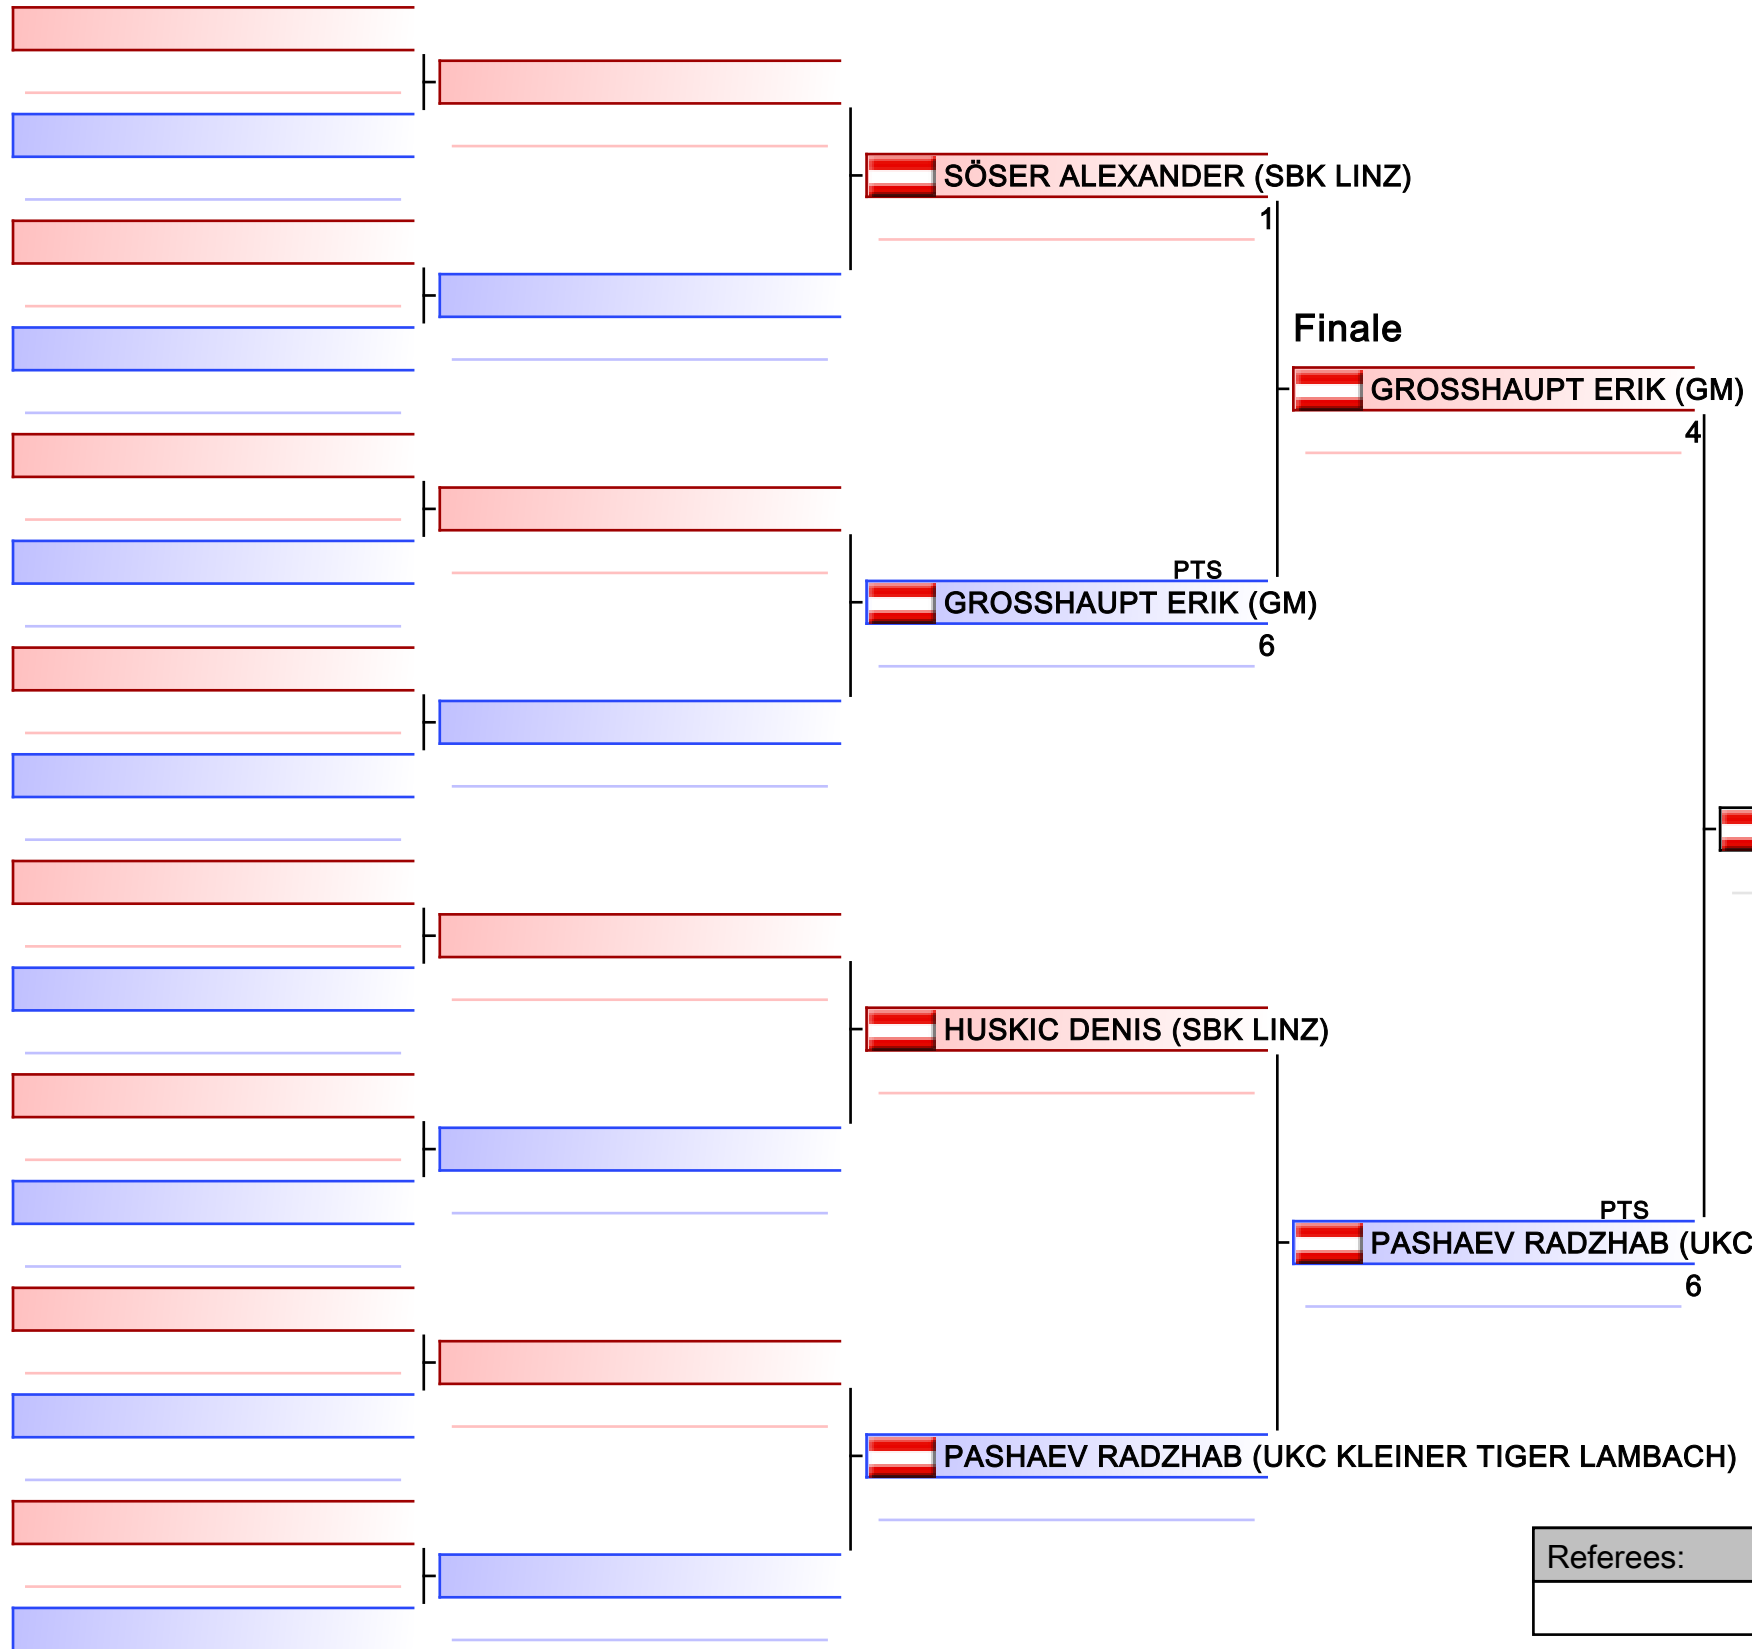 SÖSER ALEXANDER (SBK LINZ)
1
Finale
GROSSHAUPT ERIK (GM)
4
PTS
GROSSHAUPT ERIK (GM)
6
HUSKIC DENIS (SBK LINZ)
PTS
PASHAEV RADZHAB (UKC
6
PASHAEV RADZHAB (UKC KLEINER TIGER LAMBACH)
Referees: